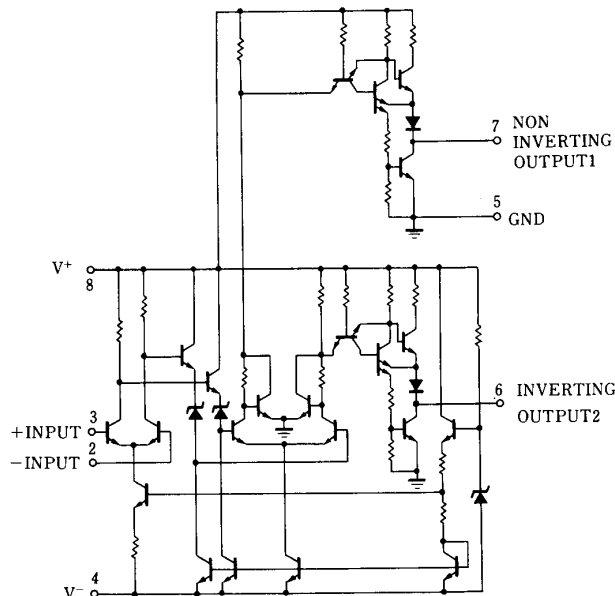 7 NON
INVERTING
OUTPUT1
5
GND
V+
8
6 INVERTING
OUTPUT2
3
+INPUT
2
−INPUT
4
V−